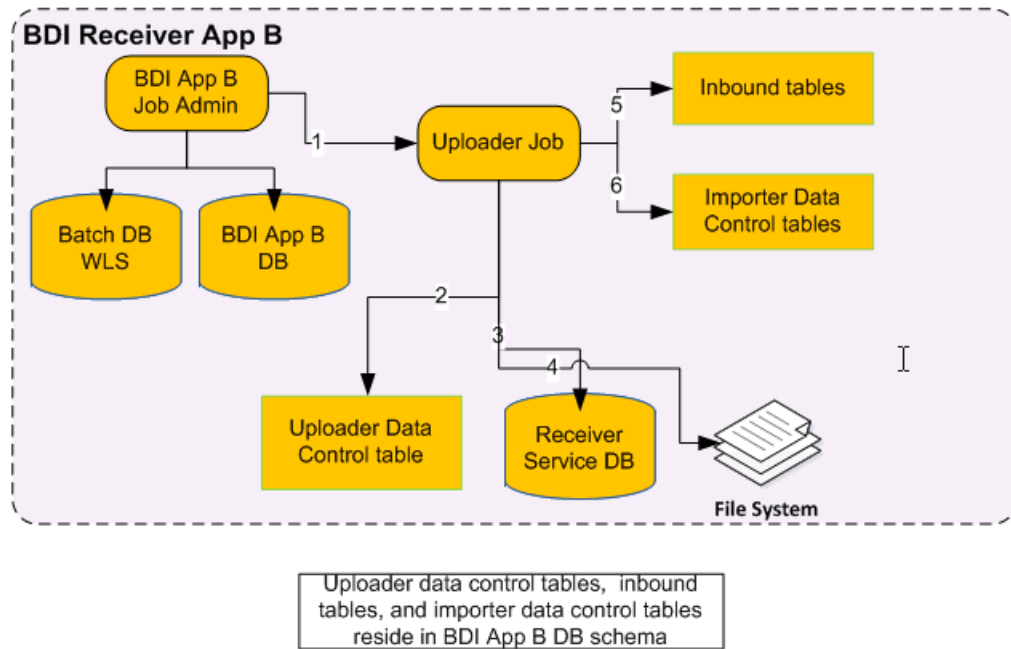 BDI Receiver App B
BDI App B
Job Admin
1
Uploader Job
5
Inbound tables
6
Importer Data
Control tables
Batch DB
WLS
BDI App B
DB
2
3
4
Uploader Data
Control table
Receiver
Service DB
File System
Uploader data control tables, inbound
tables, and importer data control tables
reside in BDI App B DB schema